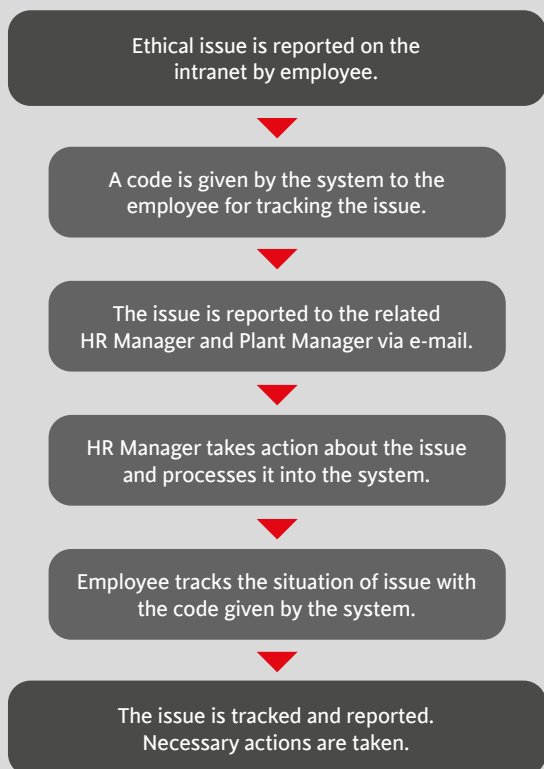 Ethical issue is reported on the
intranet by employee.
A code is given by the system to the
employee for tracking the issue.
The issue is reported to the related
HR Manager and Plant Manager via e-mail.
HR Manager takes action about the issue
and processes it into the system.
Employee tracks the situation of issue with
the code given by the system.
The issue is tracked and reported.
Necessary actions are taken.